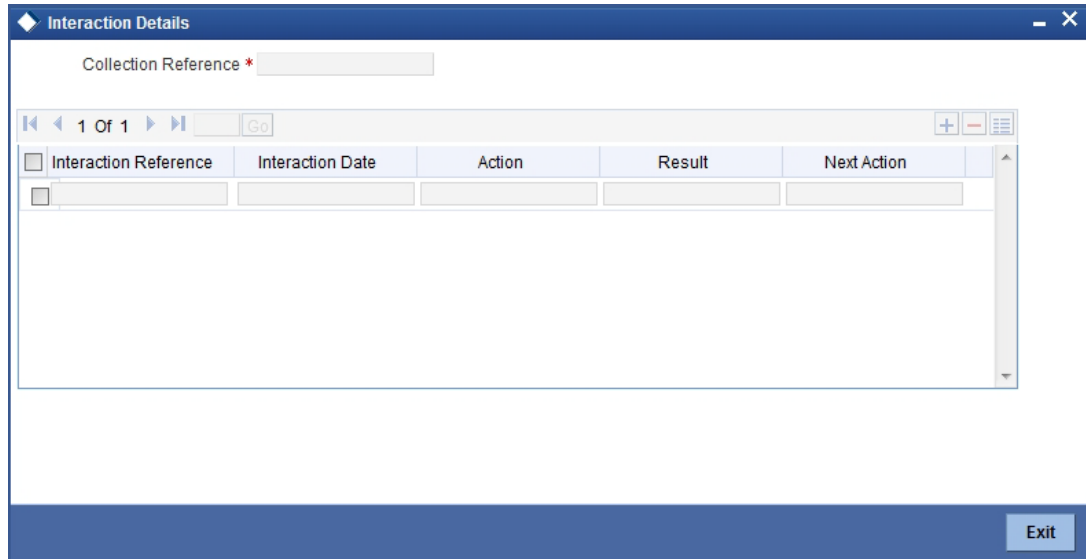 Interaction Details
Collection Reference *
1 Of 1 Go
Interaction Reference Interaction Date Action Result Next Action
Exit